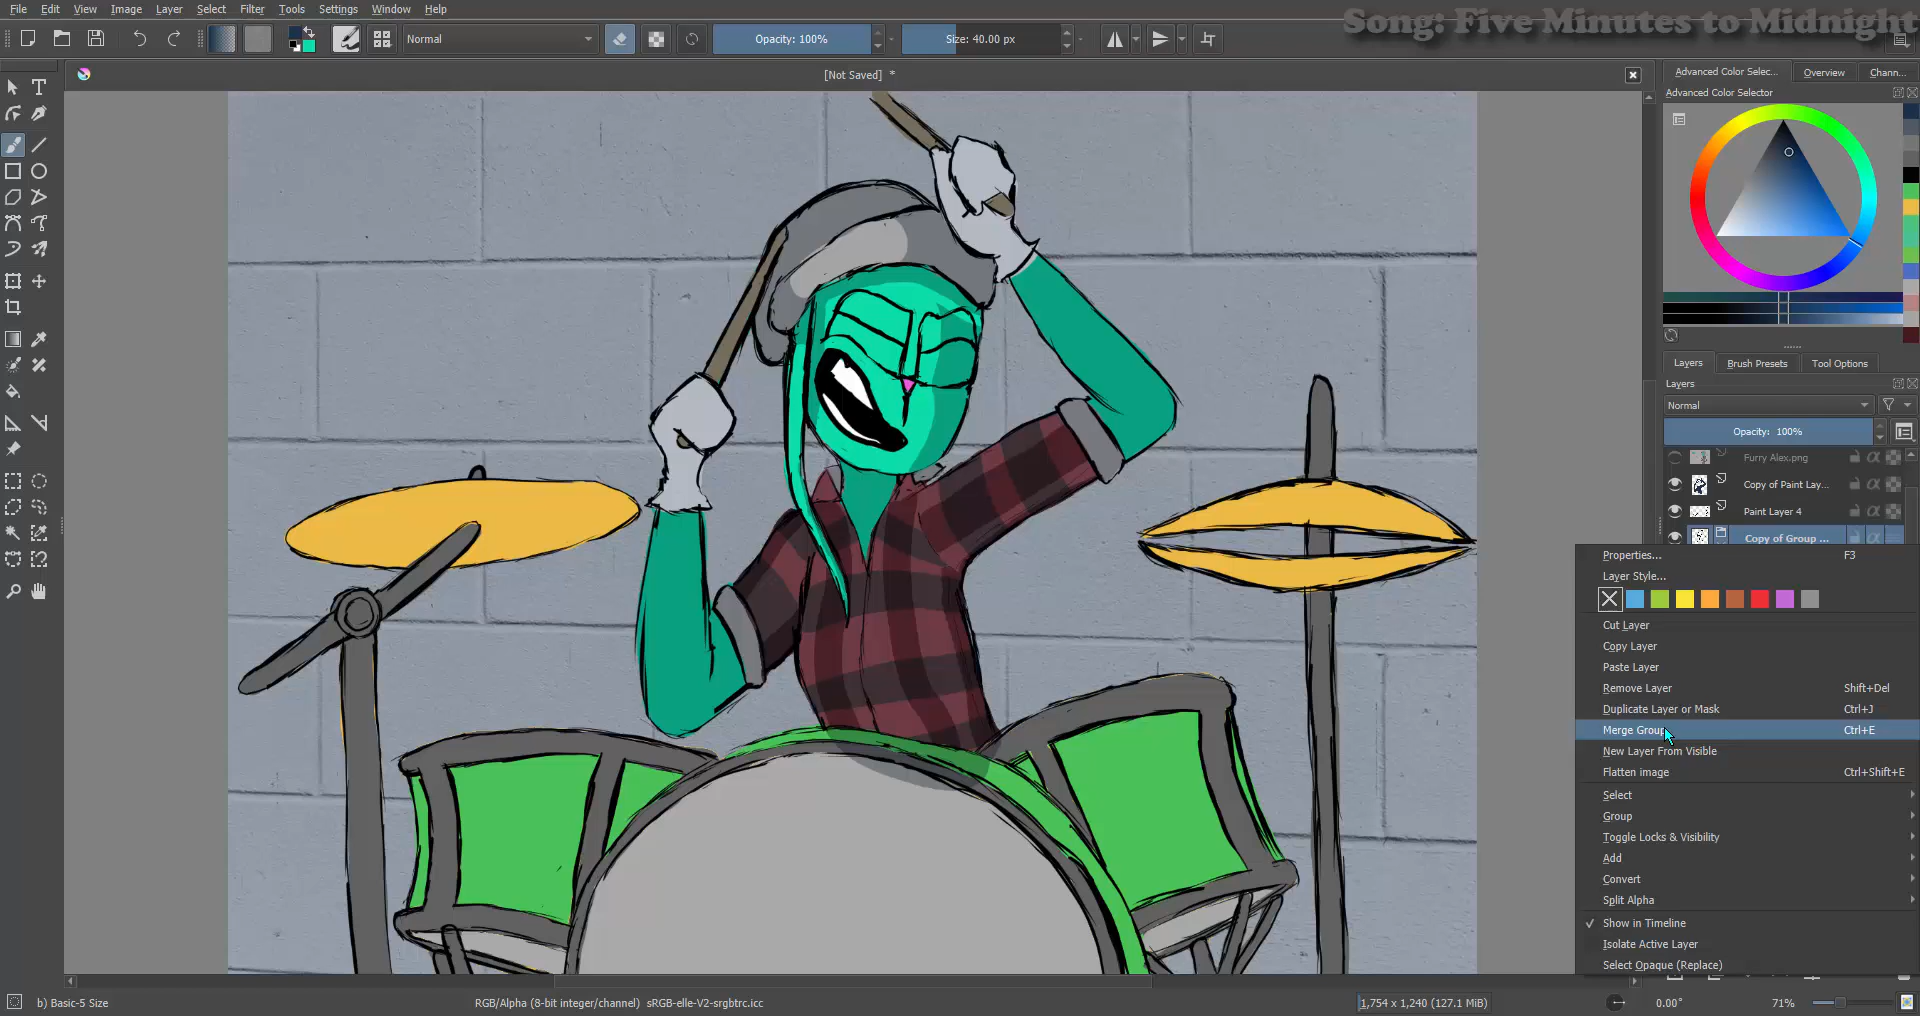 File Edit View Image Layer Select Filter Tools Settings Window Help
Song: Five Minutes to Midnight
Normal
Opacity: 100%
Size: 40.00 px
[Not Saved] *
Advanced Color Selec...
Overview
Chann...
Advanced Color Selector
Layers
Brush Presets
Tool Options
Layers
Normal
Opacity: 100%
Furry Alex.png
Copy of Paint Lay...
Paint Layer 4
Copy of Group ...
Properties... F3
Layer Style...
Cut Layer
Copy Layer
Paste Layer
Remove Layer Shift+Del
Duplicate Layer or Mask Ctrl+J
Merge Group Ctrl+E
New Layer From Visible
Flatten image Ctrl+Shift+E
Select
Group
Toggle Locks & Visibility
Add
Convert
Split Alpha
Show in Timeline
Isolate Active Layer
Select Opaque (Replace)
b) Basic-5 Size
RGB/Alpha (8-bit integer/channel) sRGB-elle-V2-srgbtrc.icc
1,754 x 1,240 (127.1 MiB)
0.00°
71%